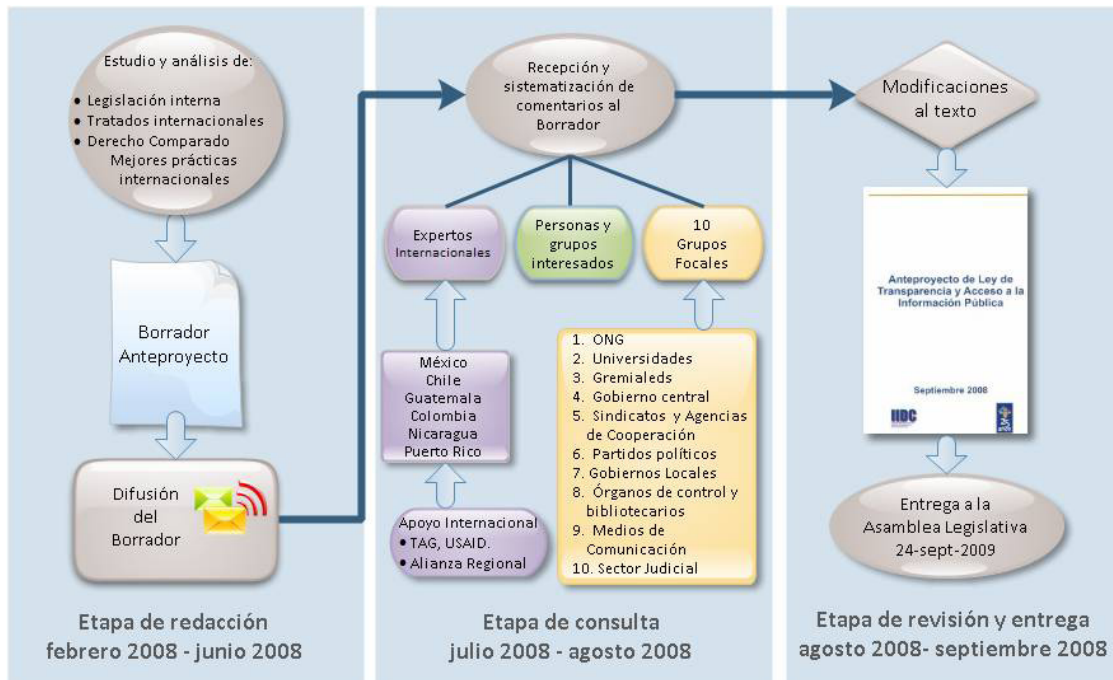 Estudio y análisis de:
• Legislación interna
• Tratados internacionales
• Derecho Comparado
Mejores prácticas
internacionales
Borrador
Anteproyecto
Difusión
del
Borrador
Etapa de redacción
febrero 2008 - junio 2008
Recepción y
sistematización de
comentarios al
Borrador
Expertos
Internacionales
Personas y
grupos
interesados
10
Grupos
Focales
México
Chile
Guatemala
Colombia
Nicaragua
Puerto Rico
Apoyo Internacional
• TAG, USAID.
• Alianza Regional
1. ONG
2. Universidades
3. Gremialeds
4. Gobierno central
5. Sindicatos y Agencias
de Cooperación
6. Partidos políticos
7. Gobiernos Locales
8. Órganos de control y
bibliotecarios
9. Medios de
Comunicación
10. Sector Judicial
Etapa de consulta
julio 2008 - agosto 2008
Modificaciones
al texto
Anteproyecto de Ley de
Transparencia y Acceso a la
Información Pública
Septiembre 2008
IIDC
Entrega a la
Asamblea Legislativa
24-sept-2009
Etapa de revisión y entrega
agosto 2008- septiembre 2008